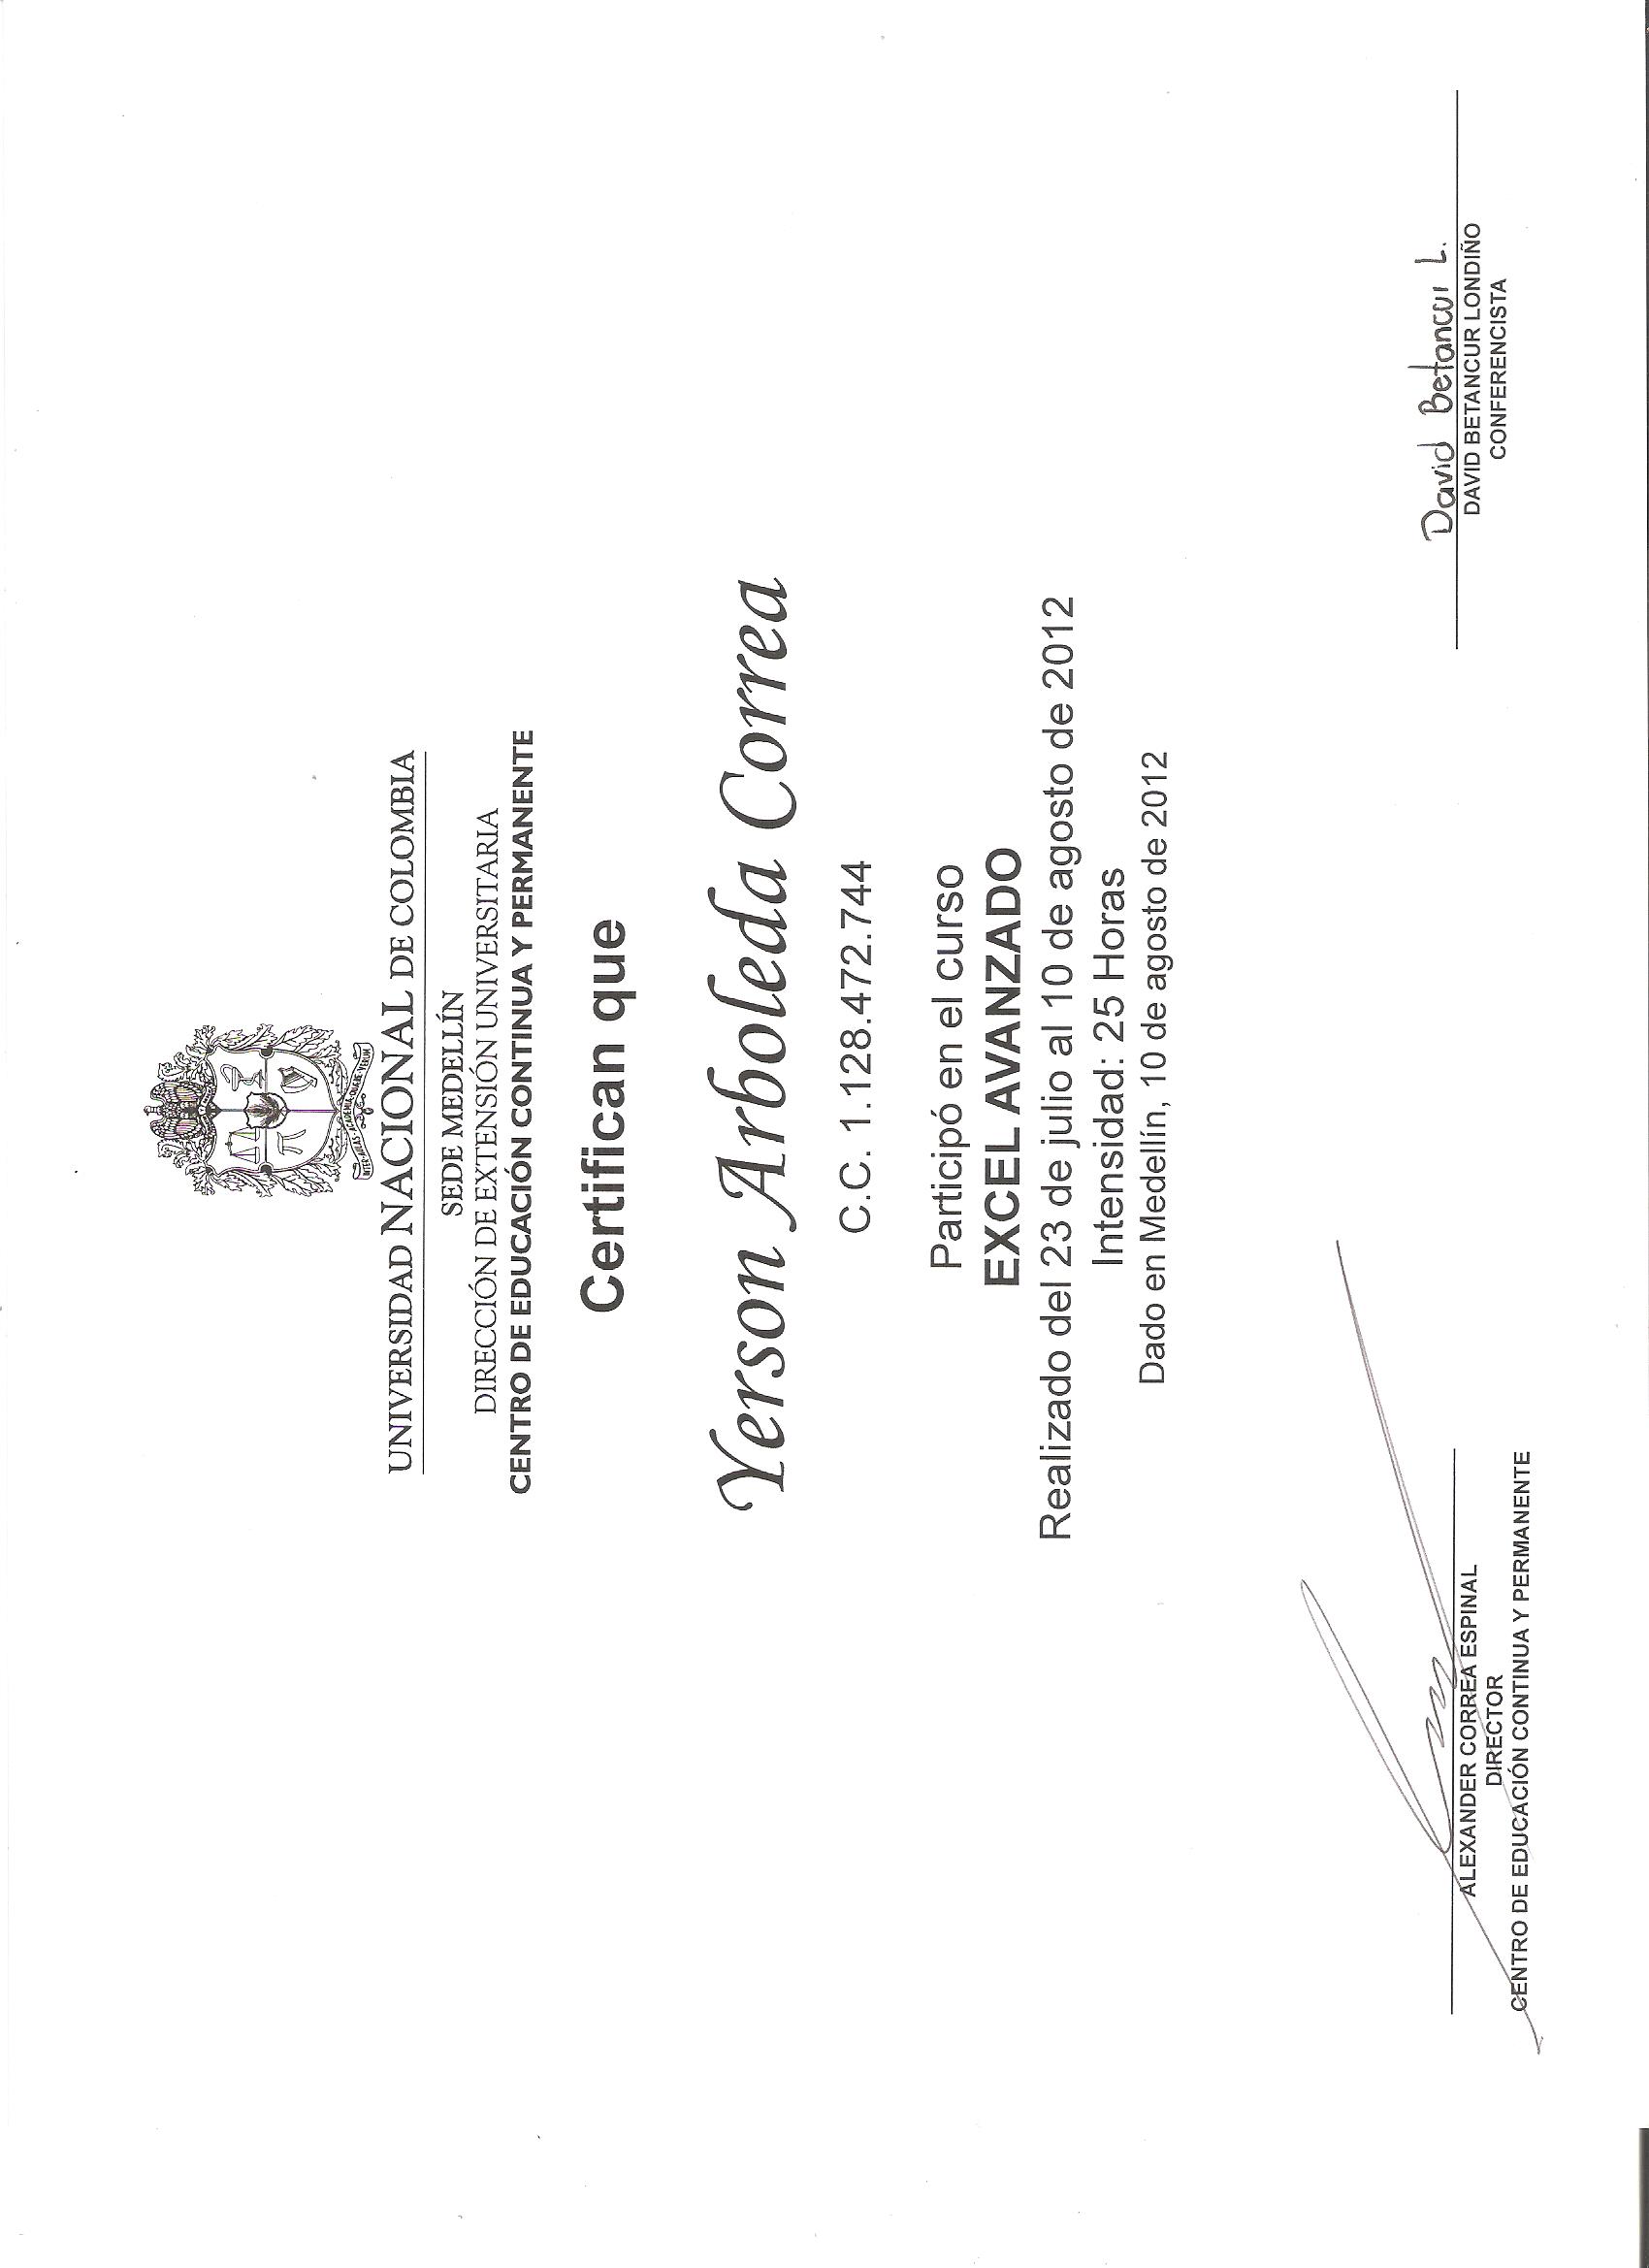 INTER AULAS ACADEMIÆ QUÆRE VERUM
UNIVERSIDAD NACIONAL DE COLOMBIA
SEDE MEDELLÍN
DIRECCIÓN DE EXTENSIÓN UNIVERSITARIA
CENTRO DE EDUCACIÓN CONTINUA Y PERMANENTE
Certifican que
Yerson Arboleda Correa
C.C. 1.128.472.744
Participó en el curso
EXCEL AVANZADO
Realizado del 23 de julio al 10 de agosto de 2012
Intensidad: 25 Horas
Dado en Medellín, 10 de agosto de 2012
ALEXANDER CORREA ESPINAL
DIRECTOR
CENTRO DE EDUCACIÓN CONTINUA Y PERMANENTE
David Betancur L.
DAVID BETANCUR LONDIÑO
CONFERENCISTA